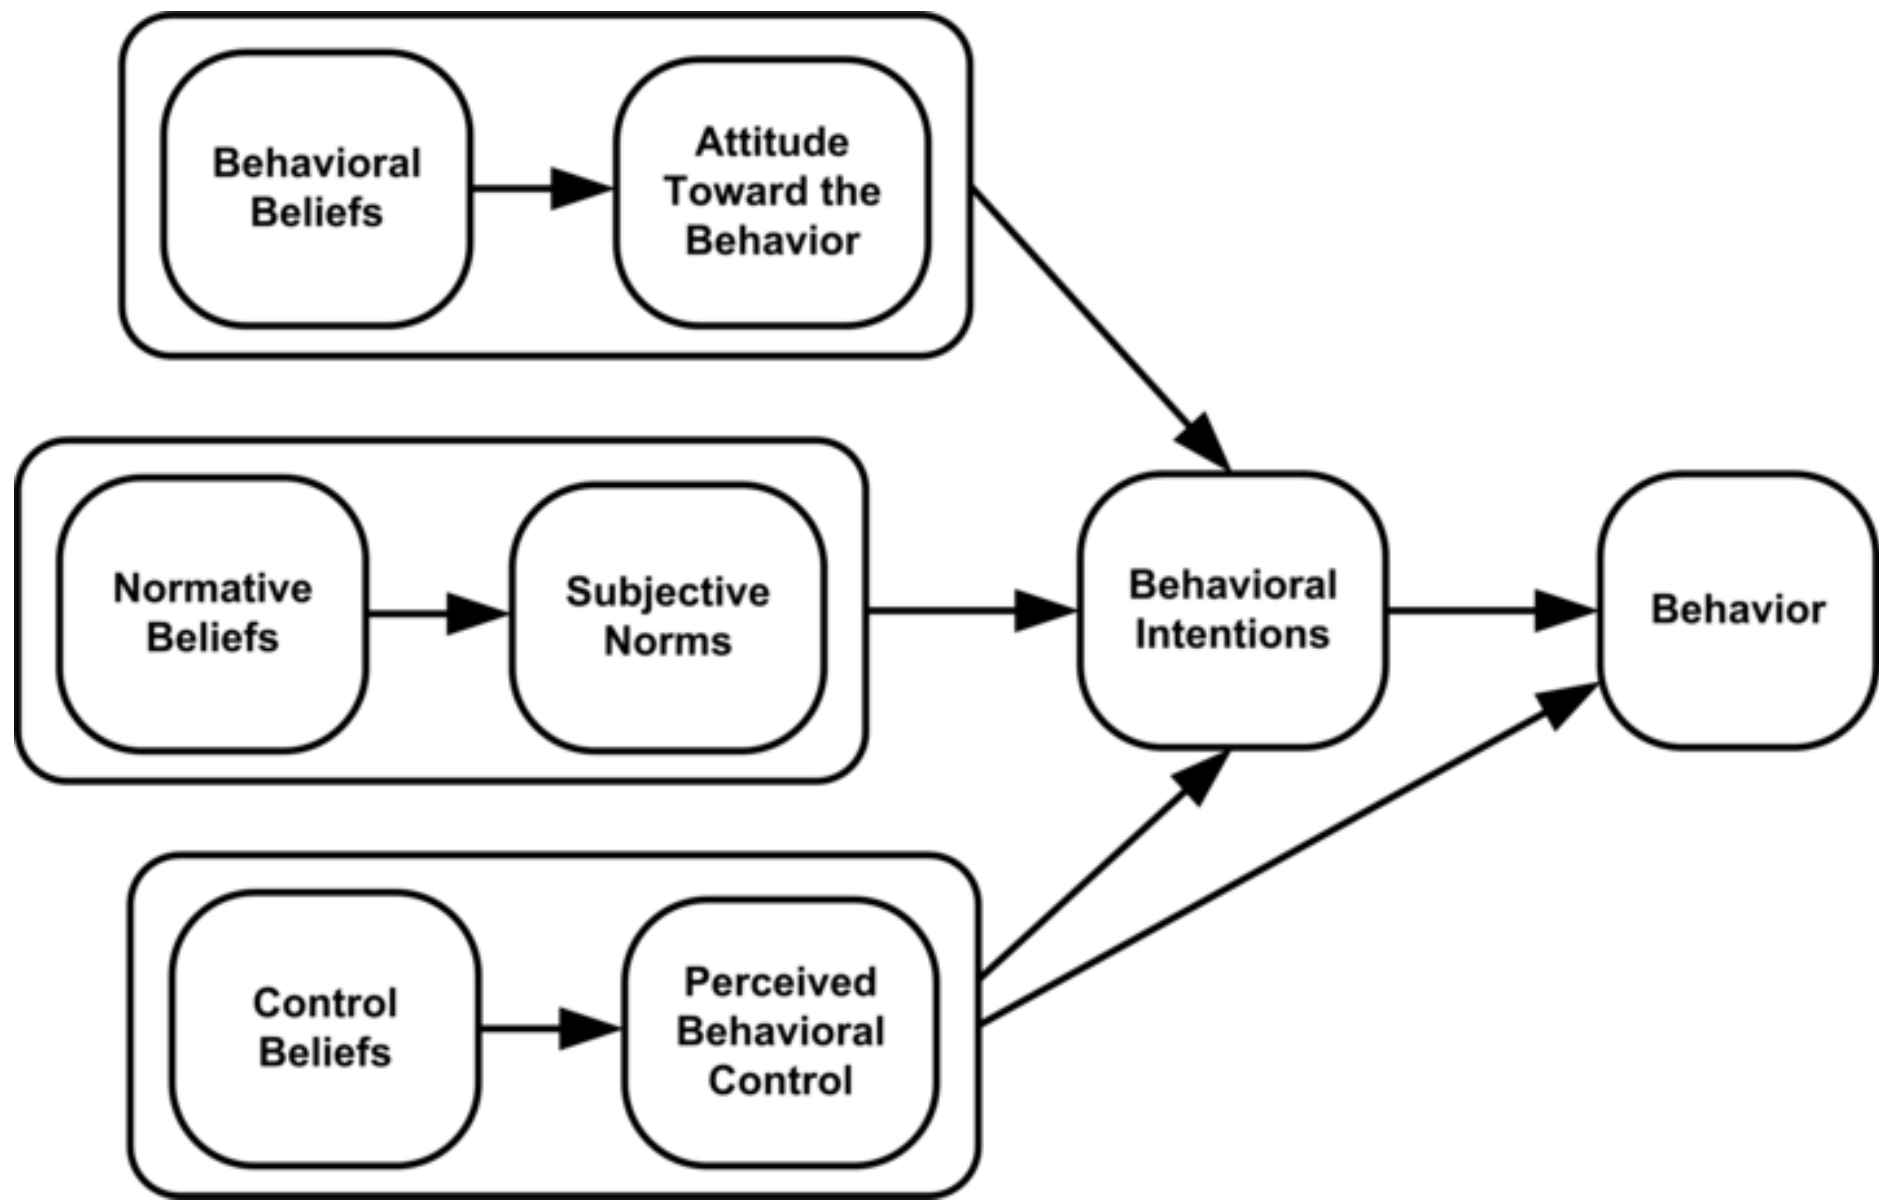 Behavioral
Beliefs
Attitude
Toward the
Behavior
Normative
Beliefs
Subjective
Norms
Behavioral
Intentions
Behavior
Control
Beliefs
Perceived
Behavioral
Control